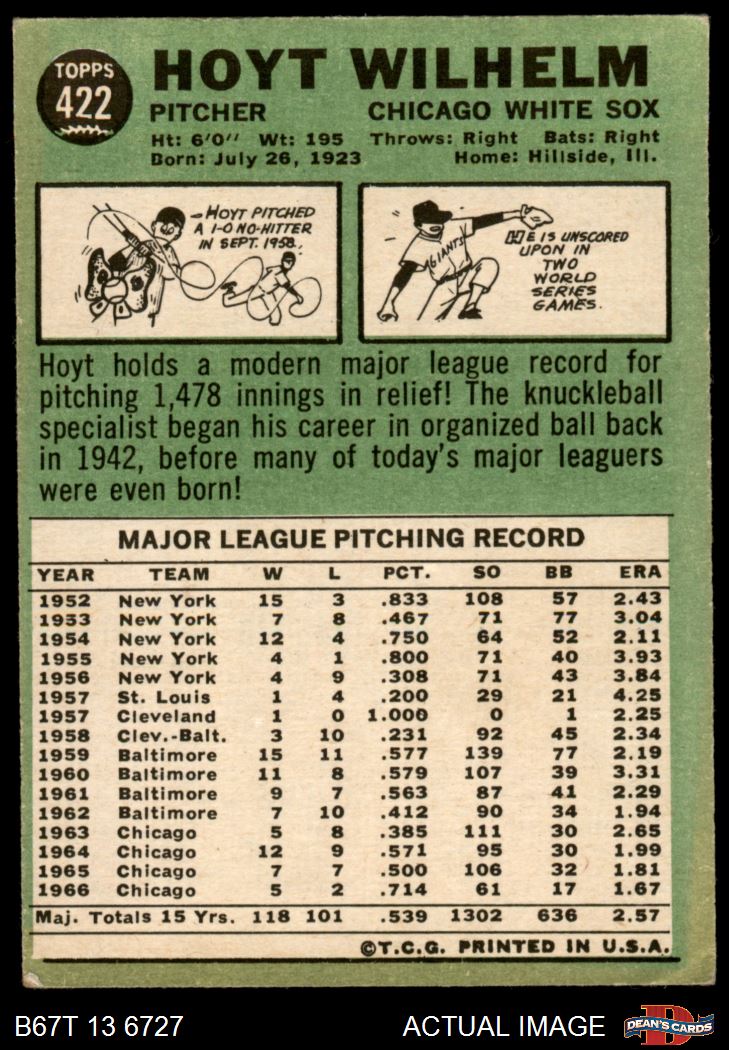 TOPPS
422
HOYT WILHELM
PITCHER CHICAGO WHITE SOX
Ht: 6'0" Wt: 195 Throws: Right Bats: Right
Born: July 26, 1923 Home: Hillside, Ill.
-HOYT PITCHED
A 1-0 NO-HITTER
IN SEPT. 1958.
HE IS UNSCORED
UPON IN
TWO
WORLD
SERIES
GAMES.
GIANTS
Hoyt holds a modern major league record for
pitching 1,478 innings in relief! The knuckleball
specialist began his career in organized ball back
in 1942, before many of today's major leaguers
were even born!
MAJOR LEAGUE PITCHING RECORD
YEAR TEAM W L PCT. SO BB ERA
1952 New York 15 3 .833 108 57 2.43
1953 New York 7 8 .467 71 77 3.04
1954 New York 12 4 .750 64 52 2.11
1955 New York 4 1 .800 71 40 3.93
1956 New York 4 9 .308 71 43 3.84
1957 St. Louis 1 4 .200 29 21 4.25
1957 Cleveland 1 0 1.000 0 1 2.25
1958 Clev.-Balt. 3 10 .231 92 45 2.34
1959 Baltimore 15 11 .577 139 77 2.19
1960 Baltimore 11 8 .579 107 39 3.31
1961 Baltimore 9 7 .563 87 41 2.29
1962 Baltimore 7 10 .412 90 34 1.94
1963 Chicago 5 8 .385 111 30 2.65
1964 Chicago 12 9 .571 95 30 1.99
1965 Chicago 7 7 .500 106 32 1.81
1966 Chicago 5 2 .714 61 17 1.67
Maj. Totals 15 Yrs. 118 101 .539 1302 636 2.57
©T.C.G. PRINTED IN U.S.A.
B67T 13 6727 ACTUAL IMAGE
DEAN'S CARDS